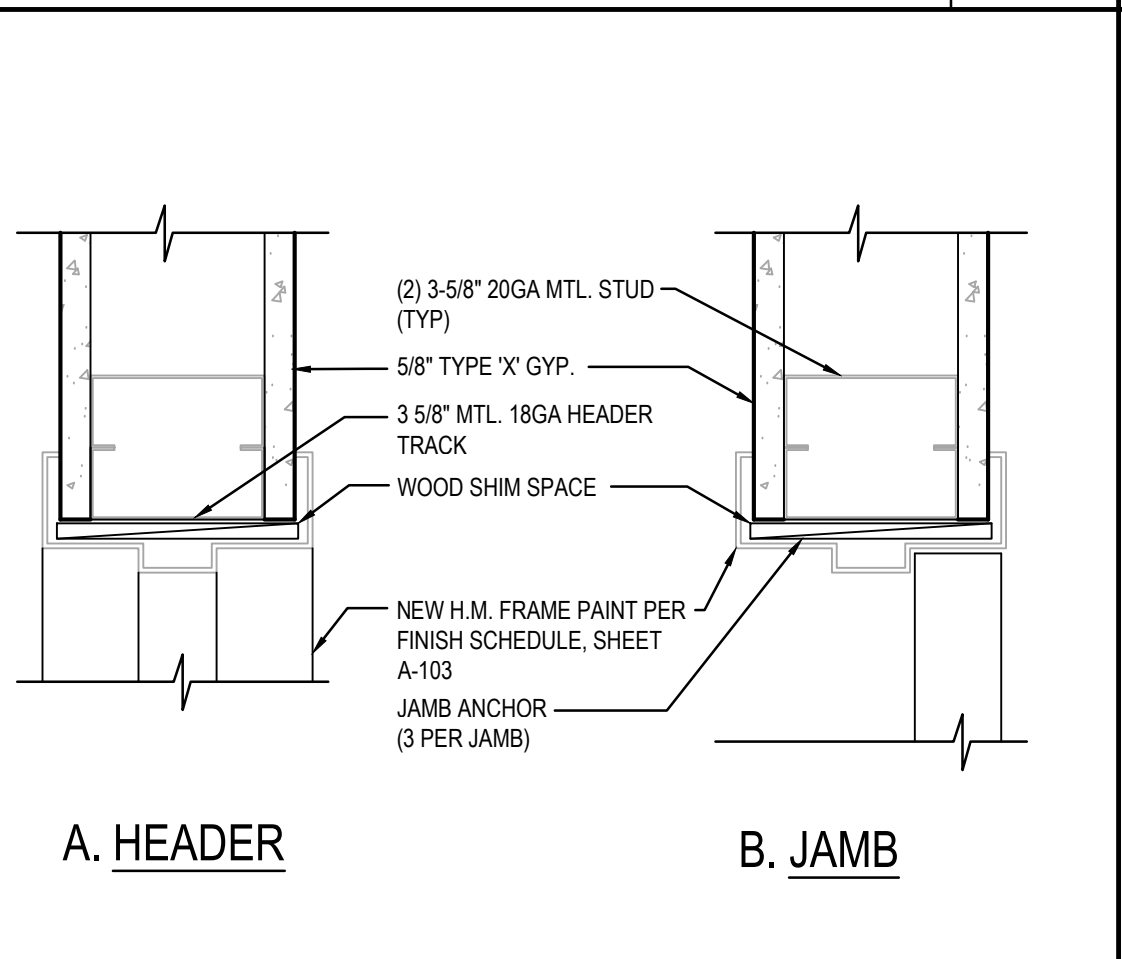 (2) 3-5/8" 20GA MTL. STUD
(TYP)
5/8" TYPE 'X' GYP.
3 5/8" MTL. 18GA HEADER
TRACK
WOOD SHIM SPACE
NEW H.M. FRAME PAINT PER
FINISH SCHEDULE, SHEET
A-103
JAMB ANCHOR
(3 PER JAMB)
A. HEADER
B. JAMB